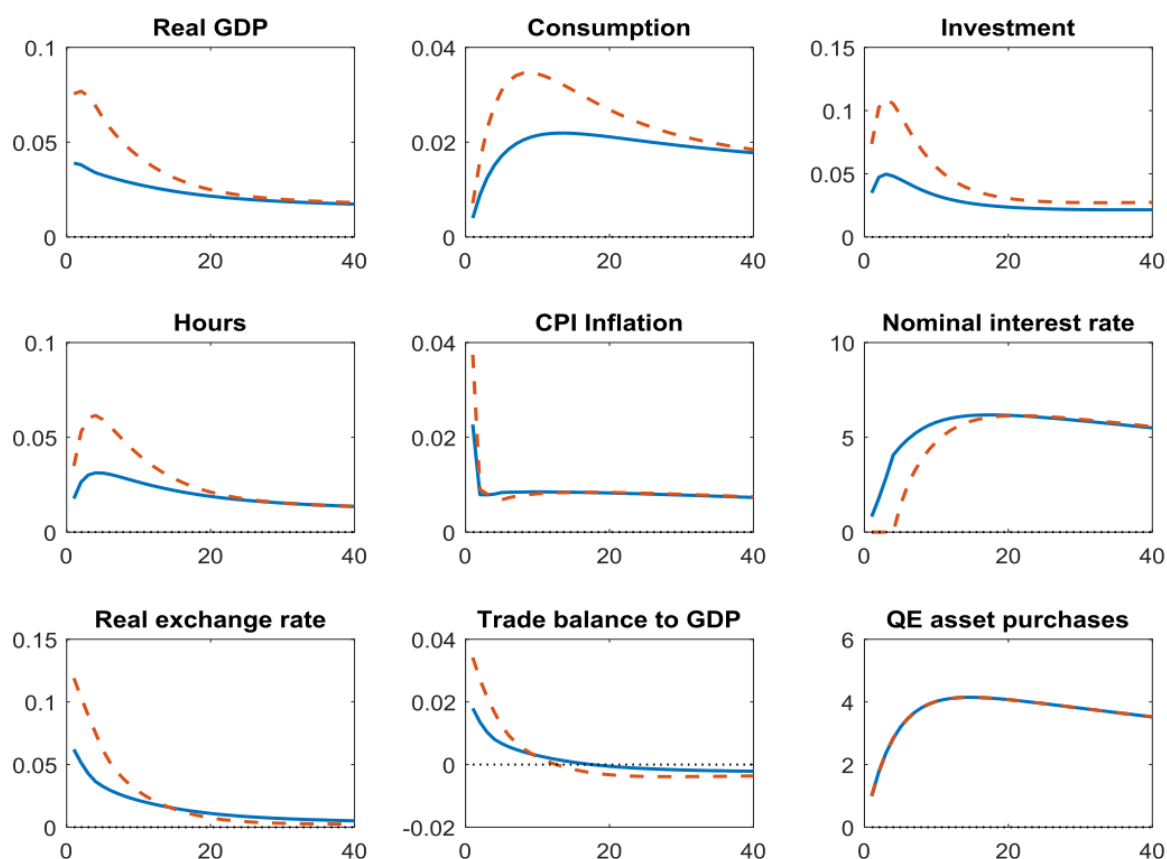 Real GDP
0.1
0.05
0
0 20 40
Consumption
0.04
0.02
0
0 20 40
Investment
0.15
0.1
0.05
0
0 20 40
Hours
0.1
0.05
0
0 20 40
CPI Inflation
0.04
0.02
0
0 20 40
Nominal interest rate
10
5
0
0 20 40
Real exchange rate
0.15
0.1
0.05
0
0 20 40
Trade balance to GDP
0.04
0.02
0
-0.02
0 20 40
QE asset purchases
6
4
2
0
0 20 40